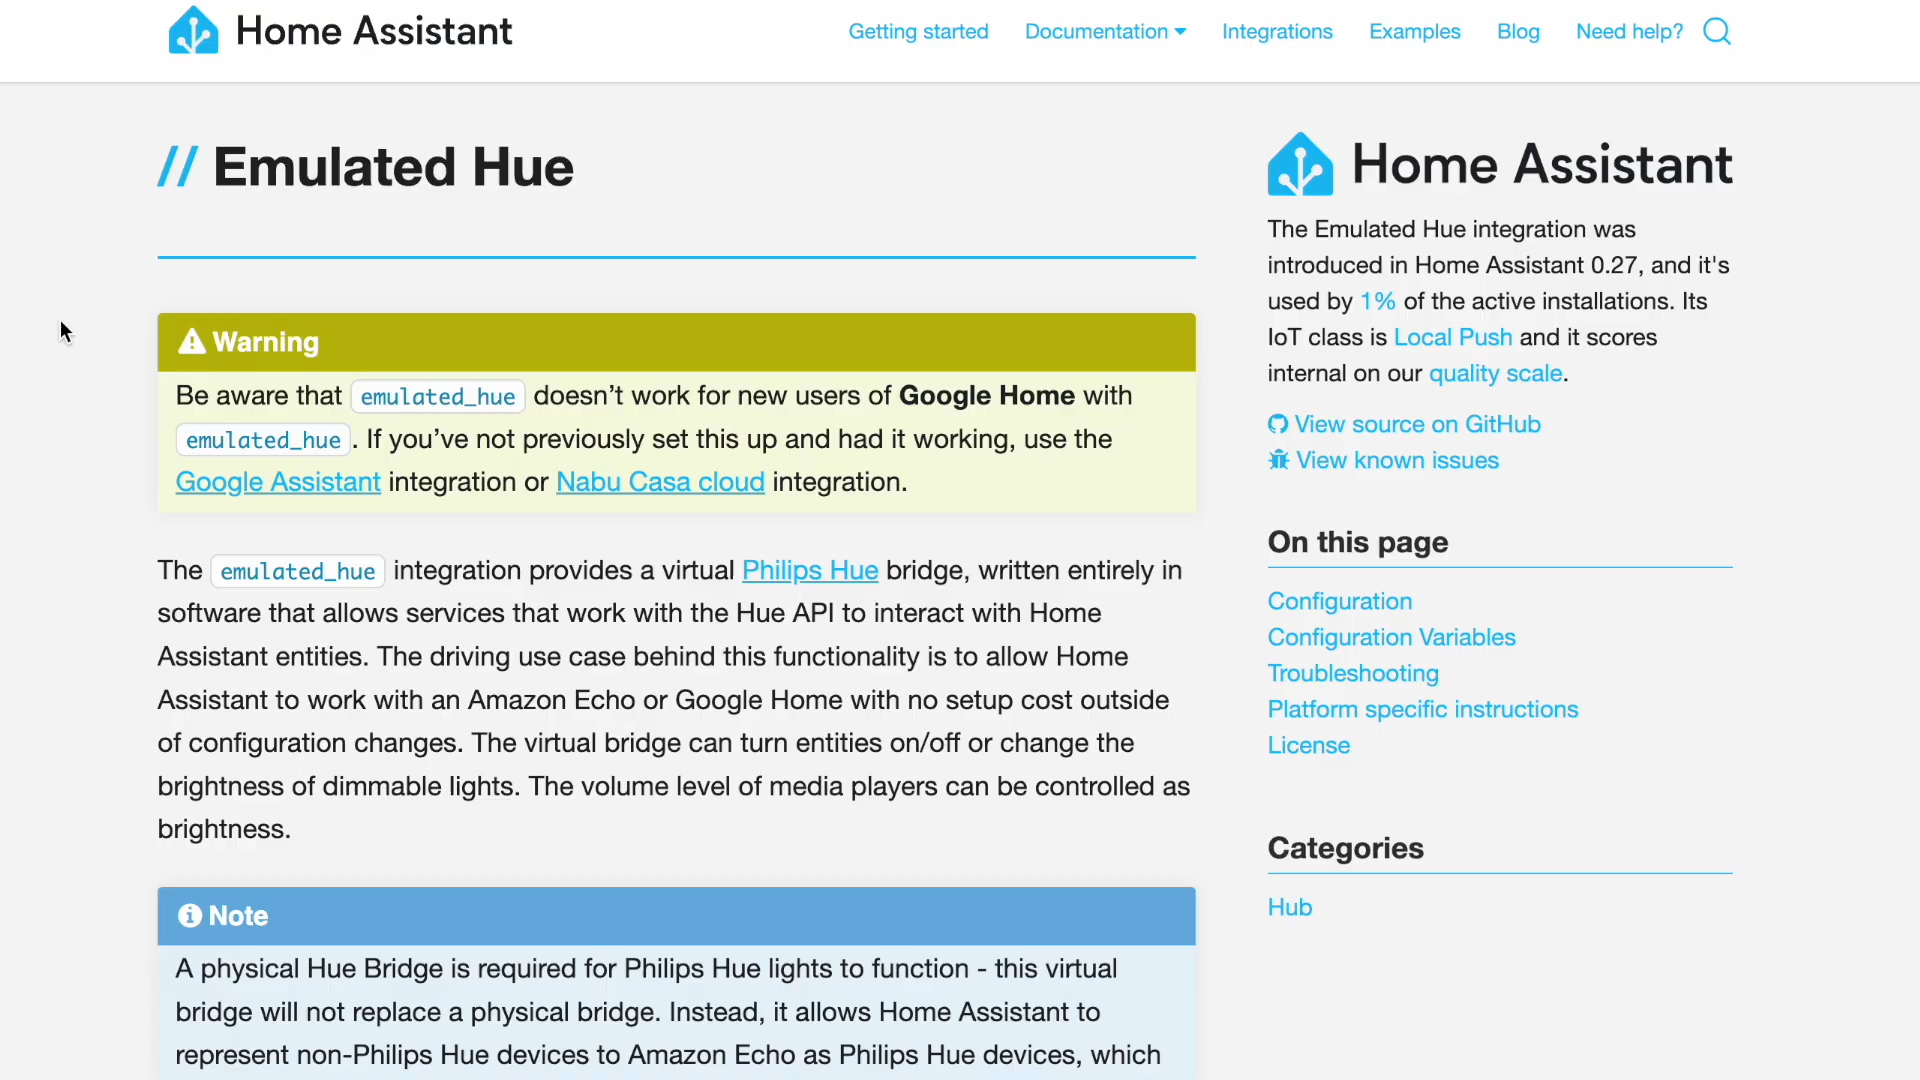 Home Assistant
Getting started Documentation Integrations Examples Blog Need help?
// Emulated Hue
Warning
Be aware that emulated_hue doesn’t work for new users of Google Home with
emulated_hue. If you’ve not previously set this up and had it working, use the
Google Assistant integration or Nabu Casa cloud integration.
The emulated_hue integration provides a virtual Philips Hue bridge, written entirely in
software that allows services that work with the Hue API to interact with Home
Assistant entities. The driving use case behind this functionality is to allow Home
Assistant to work with an Amazon Echo or Google Home with no setup cost outside
of configuration changes. The virtual bridge can turn entities on/off or change the
brightness of dimmable lights. The volume level of media players can be controlled as
brightness.
Note
A physical Hue Bridge is required for Philips Hue lights to function - this virtual
bridge will not replace a physical bridge. Instead, it allows Home Assistant to
represent non-Philips Hue devices to Amazon Echo as Philips Hue devices, which
Home Assistant
The Emulated Hue integration was
introduced in Home Assistant 0.27, and it's
used by 1% of the active installations. Its
IoT class is Local Push and it scores
internal on our quality scale.
View source on GitHub
View known issues
On this page
Configuration
Configuration Variables
Troubleshooting
Platform specific instructions
License
Categories
Hub